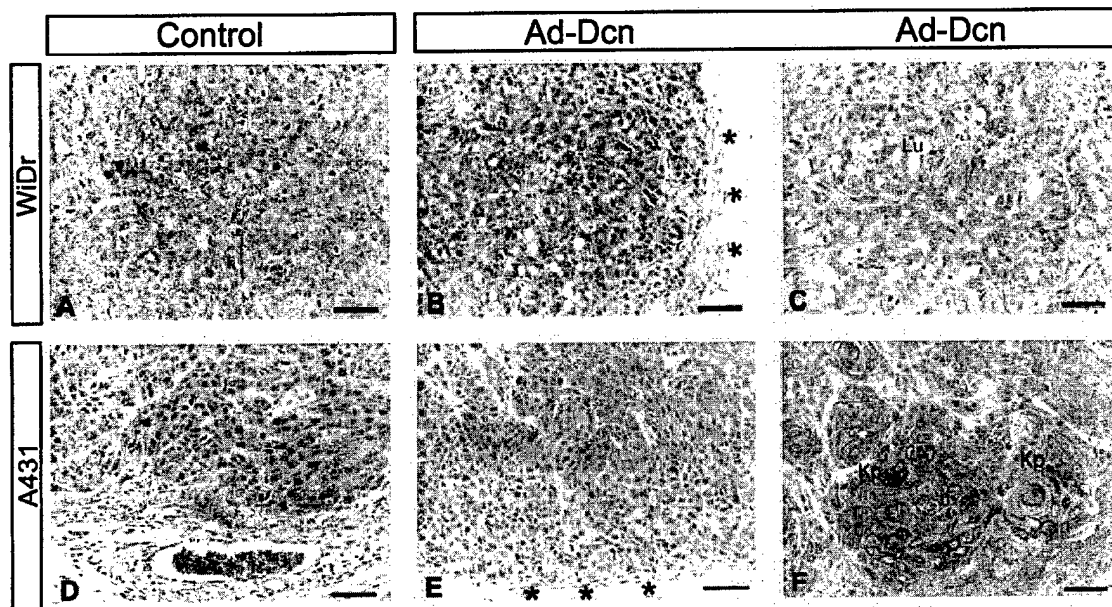 Control Ad-Dcn Ad-Dcn
WiDr
A * B * * * Lu C
A431
D E * * * Kp Kp F